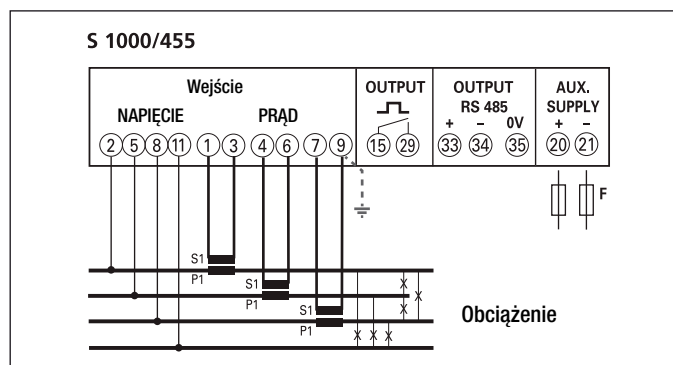 S 1000/455
Wejście OUTPUT OUTPUT AUX.
RS 485 SUPPLY
NAPIĘCIE PRĄD + – 0V + –
2 5 8 11 1 3 4 6 7 9 15 29 33 34 35 20 21
F
S1
P1 S1
P1 S1
P1
Obciążenie